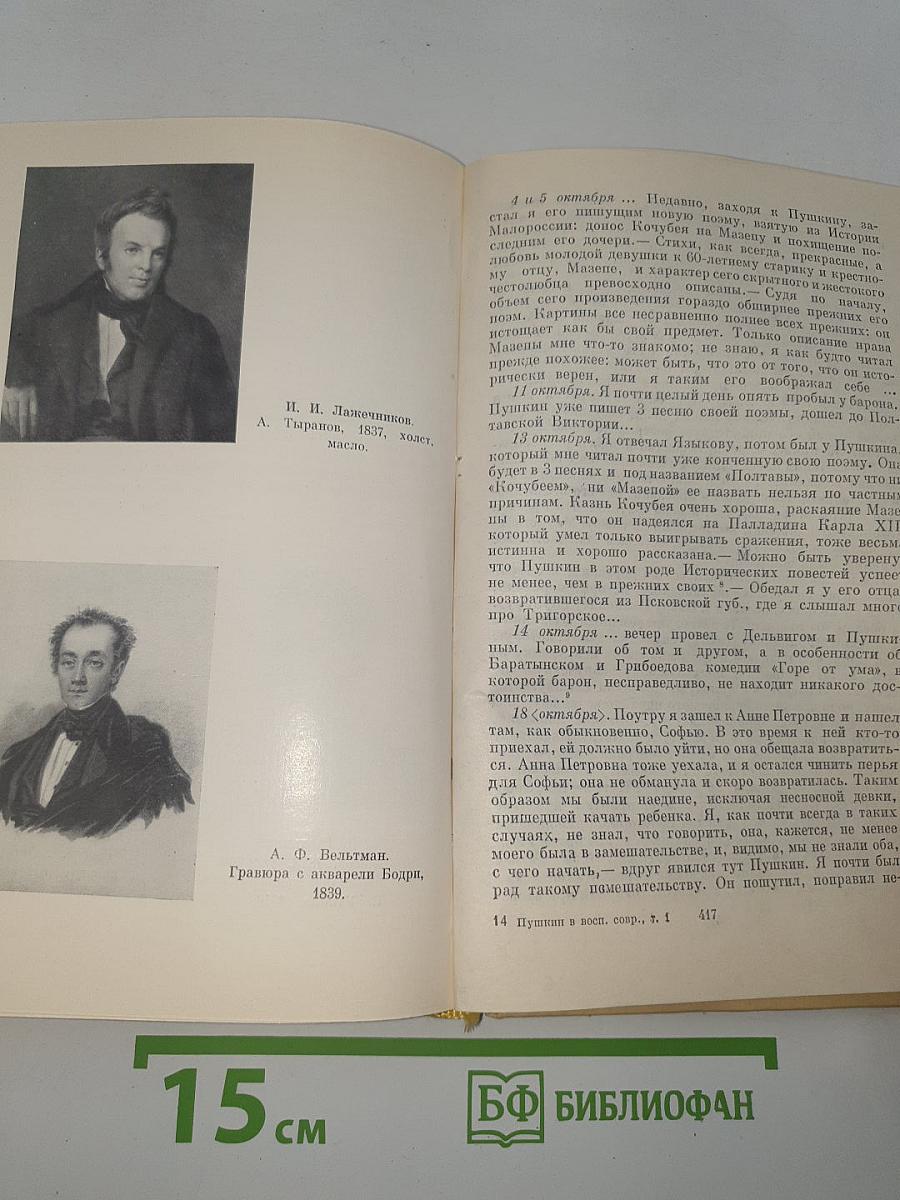 И. И. Лажечников.
А. Тыранов, 1837, холст,
масло.
А. Ф. Вельтман.
Гравюра с акварели Бодри,
1839.
4 и 5 октября ... Недавно, заходя к Пушкину, за-
стал я его пишущим новую поэму, взятую из Истории
Малороссии: донос Кочубея на Мазепу и похищение по-
следним его дочери.— Стихи, как всегда, прекрасные, а
любовь молодой девушки к 60-летнему старику и крестно-
му отцу, Мазепе, и характер сего скрытного и жестокого
честолюбца превосходно описаны.— Судя по началу,
объем сего произведения гораздо обширнее прежних его
поэм. Картины все несравненно полнее всех прежних: он
истощает как бы свой предмет. Только описание нрава
Мазепы мне что-то знакомо; не знаю, я как будто читал
прежде похожее: может быть, что это от того, что он исто-
рически верен, или я таким его воображал себе ...
11 октября. Я почти целый день опять пробыл у барона.
Пушкин уже пишет 3 песню своей поэмы, дошел до Пол-
тавской Виктории...
13 октября. Я отвечал Языкову, потом был у Пушкина,
который мне читал почти уже конченную свою поэму. Она
будет в 3 песнях и под названием «Полтавы», потому что ни
«Кочубеем», ни «Мазепой» ее назвать нельзя по частным
причинам. Казнь Кочубея очень хороша, раскаяние Мазе-
пы в том, что он надеялся на Палладина Карла XII,
который умел только выигрывать сражения, тоже весьма
истинна и хорошо рассказана.— Можно быть уверену,
что Пушкин в этом роде Исторических повестей успеет
не менее, чем в прежних своих ⁸.— Обедал я у его отца,
возвратившегося из Псковской губ., где я слышал много
про Тригорское...
14 октября ... вечер провел с Дельвигом и Пушки-
ным. Говорили об том и другом, а в особенности об
Баратынском и Грибоедова комедии «Горе от ума», в
которой барон, несправедливо, не находит никакого дос-
тоинства...⁹
18 〈октября〉. Поутру я зашел к Анне Петровне и нашел
там, как обыкновенно, Софью. В это время к ней кто-то
приехал, ей должно было уйти, но она обещала возвратить-
ся. Анна Петровна тоже уехала, и я остался чинить перья
для Софьи; она не обманула и скоро возвратилась. Таким
образом мы были наедине, исключая несносной девки,
пришедшей качать ребенка. Я, как почти всегда в таких
случаях, не знал, что говорить, она, кажется, не менее
моего была в замешательстве, и, видимо, мы не знали оба,
с чего начать,— вдруг явился тут Пушкин. Я почти был
рад такому помешательству. Он пошутил, поправил не-
14 Пушкин в восп. совр., т. 1 417
15 см
БФ БИБЛИОФАН